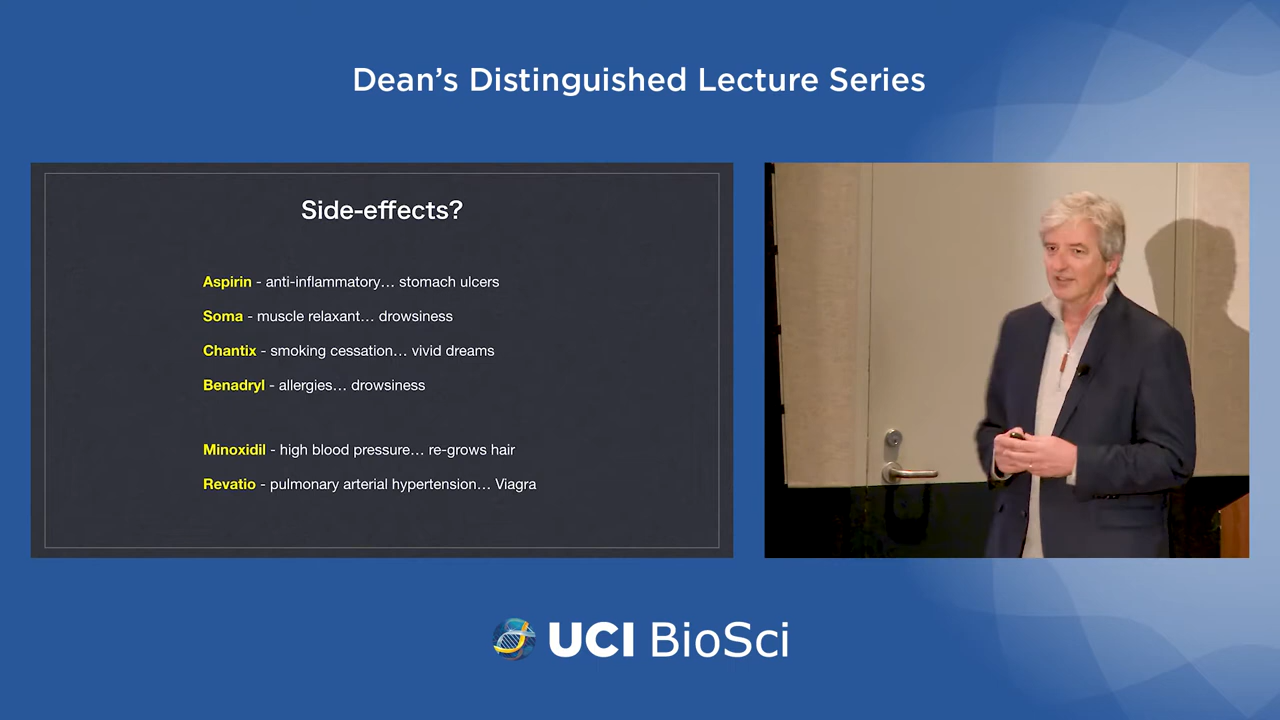 Dean’s Distinguished Lecture Series
Side-effects?
Aspirin - anti-inflammatory… stomach ulcers
Soma - muscle relaxant… drowsiness
Chantix - smoking cessation… vivid dreams
Benadryl - allergies… drowsiness
Minoxidil - high blood pressure… re-grows hair
Revatio - pulmonary arterial hypertension… Viagra
UCI BioSci